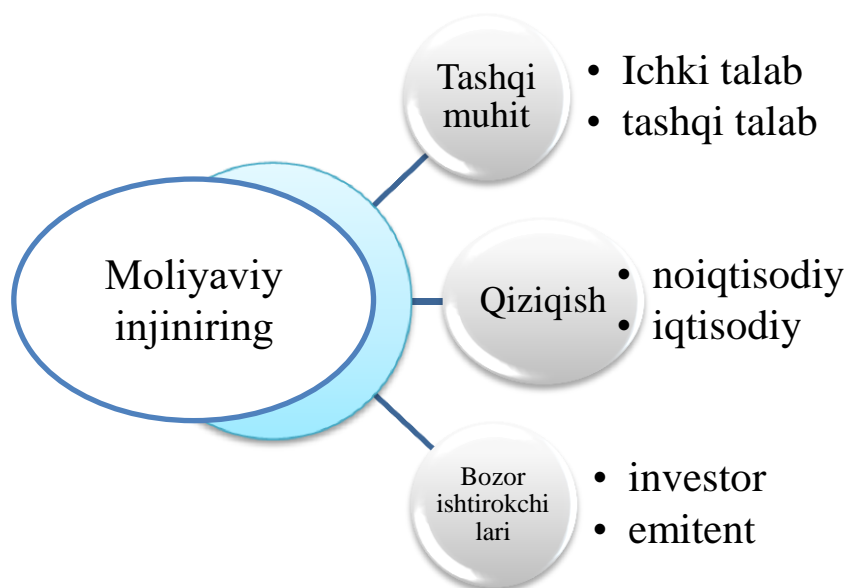 Moliyaviy
injiniring
Tashqi
muhit
• Ichki talab
• tashqi talab
Qiziqish
• noiqtisodiy
• iqtisodiy
Bozor
ishtirokchi
lari
• investor
• emitent